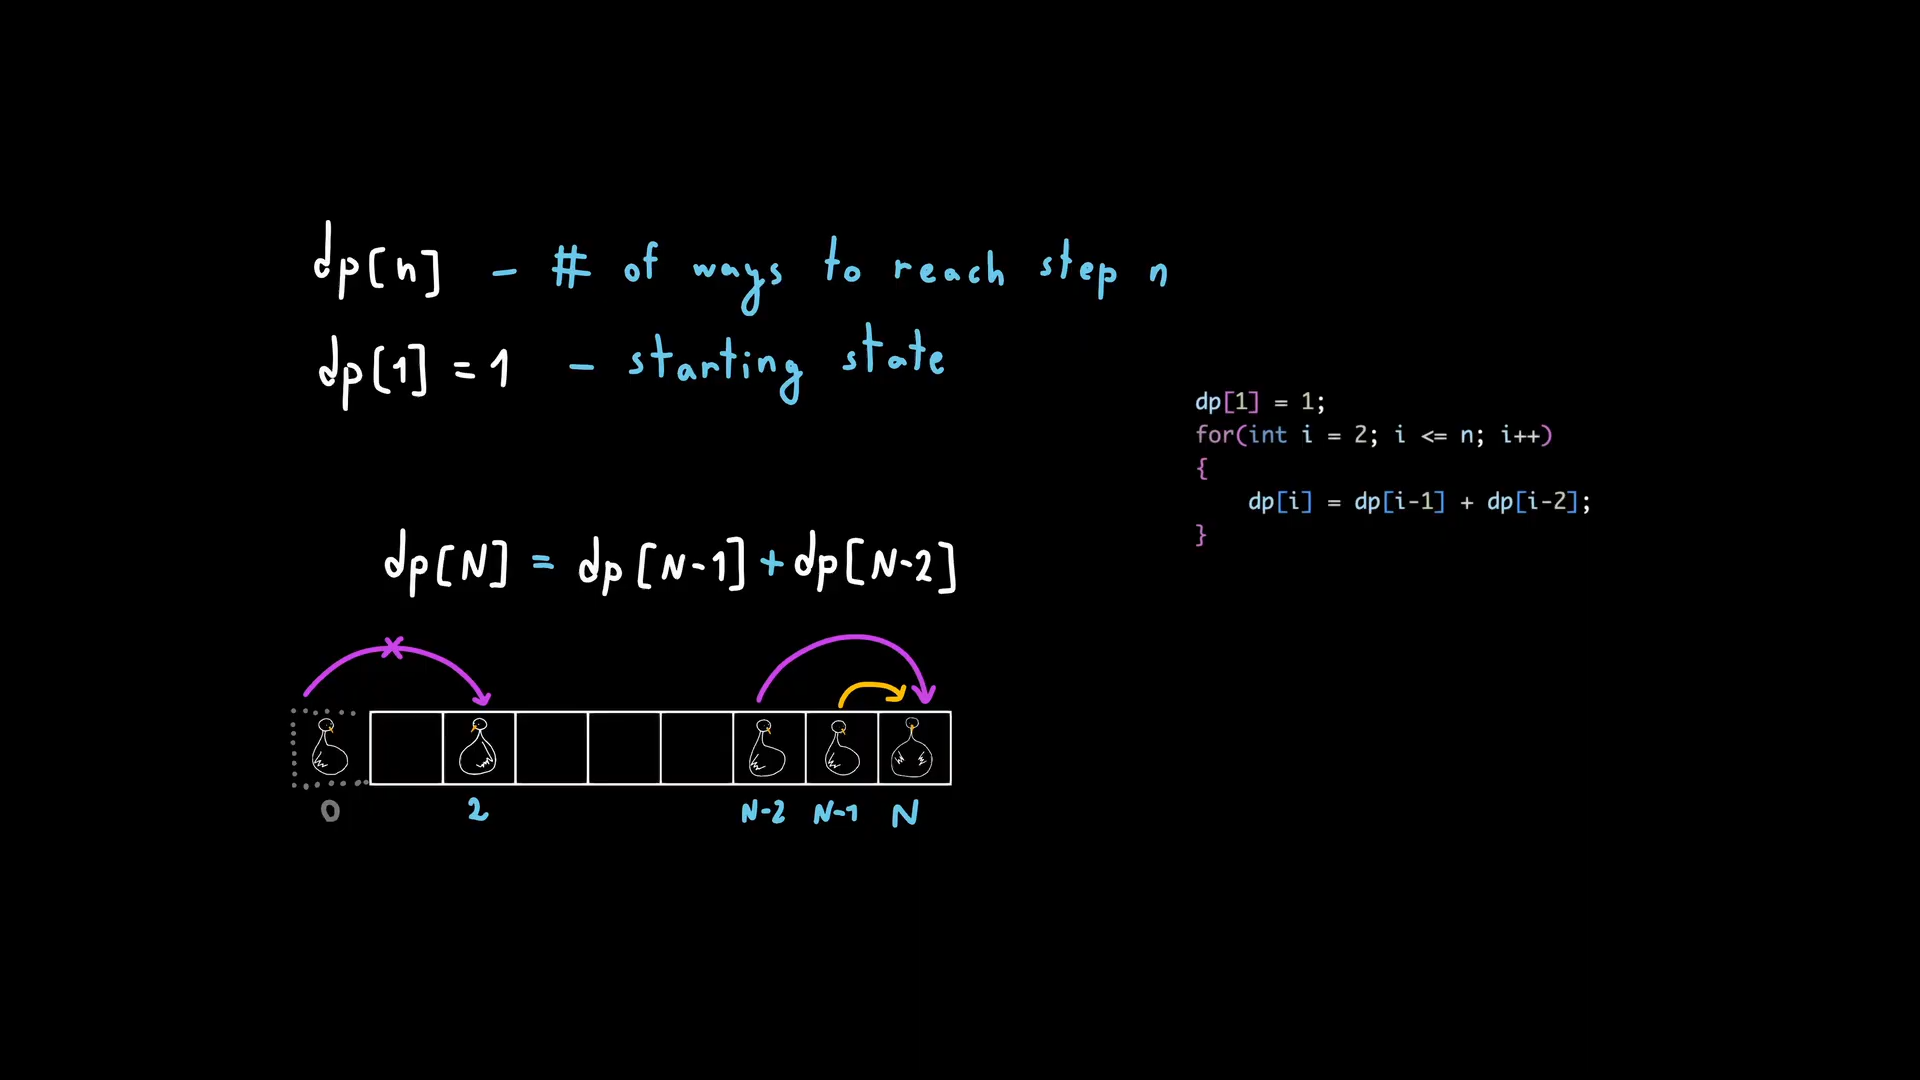 dp[n] - # of ways to reach step n
dp[1] = 1 - starting state
dp[1] = 1;
for(int i = 2; i <= n; i++)
{
    dp[i] = dp[i-1] + dp[i-2];
}
dp[N] = dp[N-1] + dp[N-2]
0 2 N-2 N-1 N